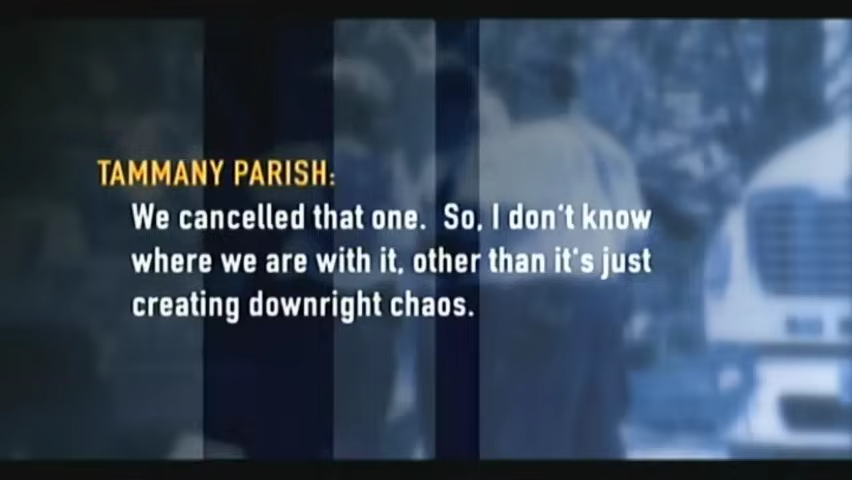 TAMMANY PARISH:
We cancelled that one. So, I don't know
where we are with it, other than it's just
creating downright chaos.